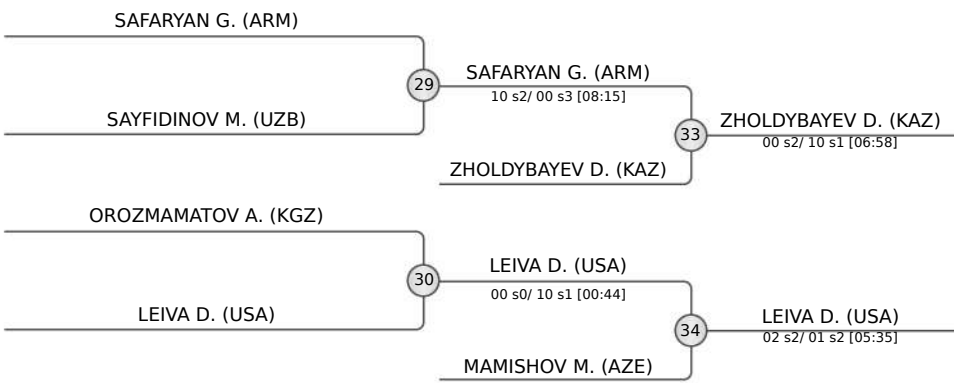 SAFARYAN G. (ARM)
29
SAFARYAN G. (ARM)
10 s2/ 00 s3 [08:15]
SAYFIDINOV M. (UZB)
33
ZHOLDYBAYEV D. (KAZ)
00 s2/ 10 s1 [06:58]
ZHOLDYBAYEV D. (KAZ)
OROZMAMATOV A. (KGZ)
30
LEIVA D. (USA)
00 s0/ 10 s1 [00:44]
LEIVA D. (USA)
34
LEIVA D. (USA)
02 s2/ 01 s2 [05:35]
MAMISHOV M. (AZE)